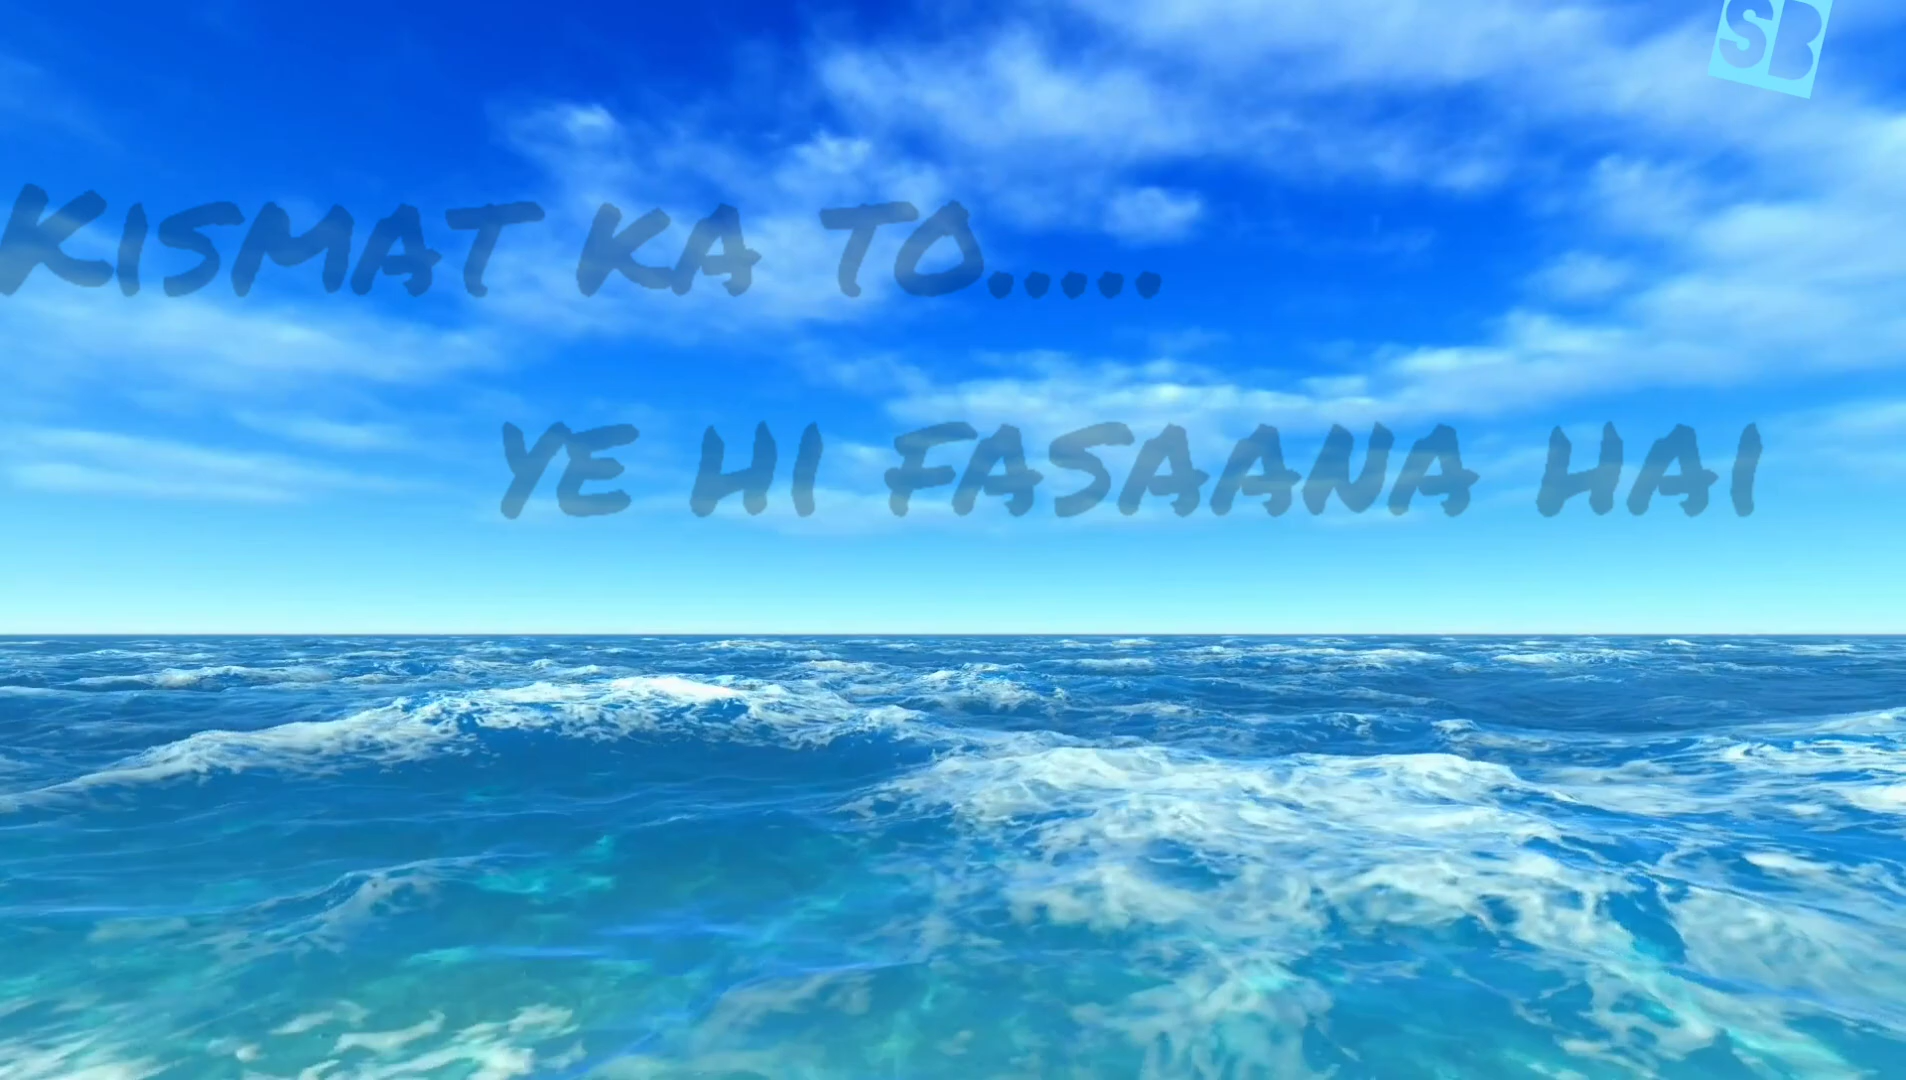 SB
KISMAT KA TO.....
YE HI FASAANA HAI